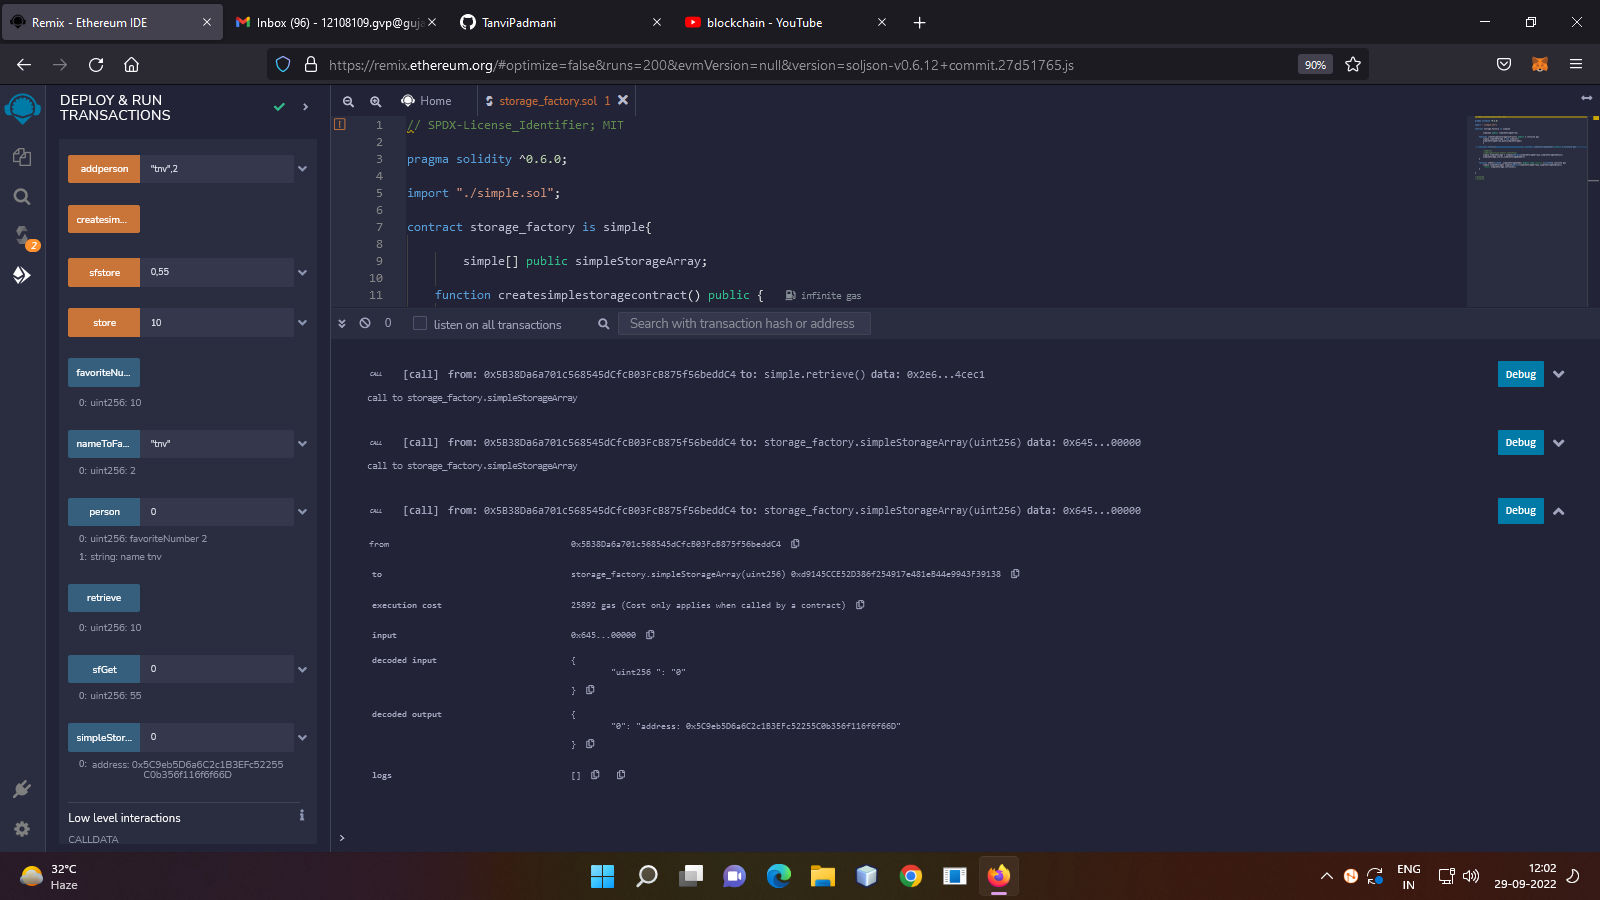 Remix - Ethereum IDE
Inbox (96) - 12108109.gvp@guj
TanviPadmani
blockchain - YouTube
https://remix.ethereum.org/#optimize=false&runs=200&evmVersion=null&version=soljson-v0.6.12+commit.27d51765.js
90%
DEPLOY & RUN
TRANSACTIONS
Home
storage_factory.sol 1
2
addperson "tnv",2
createsim...
sfstore 0,55
store 10
favoriteNu...
0: uint256: 10
nameToFa... "tnv"
0: uint256: 2
person 0
0: uint256: favoriteNumber 2
1: string: name tnv
retrieve
0: uint256: 10
sfGet 0
0: uint256: 55
simpleStor... 0
0: address: 0x5C9eb5D6a6C2c1B3EFc52255
C0b356f116f6f66D
Low level interactions
CALLDATA
1 // SPDX-License_Identifier; MIT
2
3 pragma solidity ^0.6.0;
4
5 import "./simple.sol";
6
7 contract storage_factory is simple{
8
9 simple[] public simpleStorageArray;
10
11 function createsimplestoragecontract() public { infinite gas
0 listen on all transactions Search with transaction hash or address
CALL [call] from: 0x5B38Da6a701c568545dCfcB03FcB875f56beddC4 to: simple.retrieve() data: 0x2e6...4cec1 Debug
call to storage_factory.simpleStorageArray
CALL [call] from: 0x5B38Da6a701c568545dCfcB03FcB875f56beddC4 to: storage_factory.simpleStorageArray(uint256) data: 0x645...00000 Debug
call to storage_factory.simpleStorageArray
CALL [call] from: 0x5B38Da6a701c568545dCfcB03FcB875f56beddC4 to: storage_factory.simpleStorageArray(uint256) data: 0x645...00000 Debug
from 0x5B38Da6a701c568545dCfcB03FcB875f56beddC4
to storage_factory.simpleStorageArray(uint256) 0xd9145CCE52D386f254917e481eB44e9943F39138
execution cost 25892 gas (Cost only applies when called by a contract)
input 0x645...00000
decoded input {
"uint256 ": "0"
}
decoded output {
"0": "address: 0x5C9eb5D6a6C2c1B3EFc52255C0b356f116f6f66D"
}
logs []
>
32°C
Haze
ENG
IN
12:02
29-09-2022